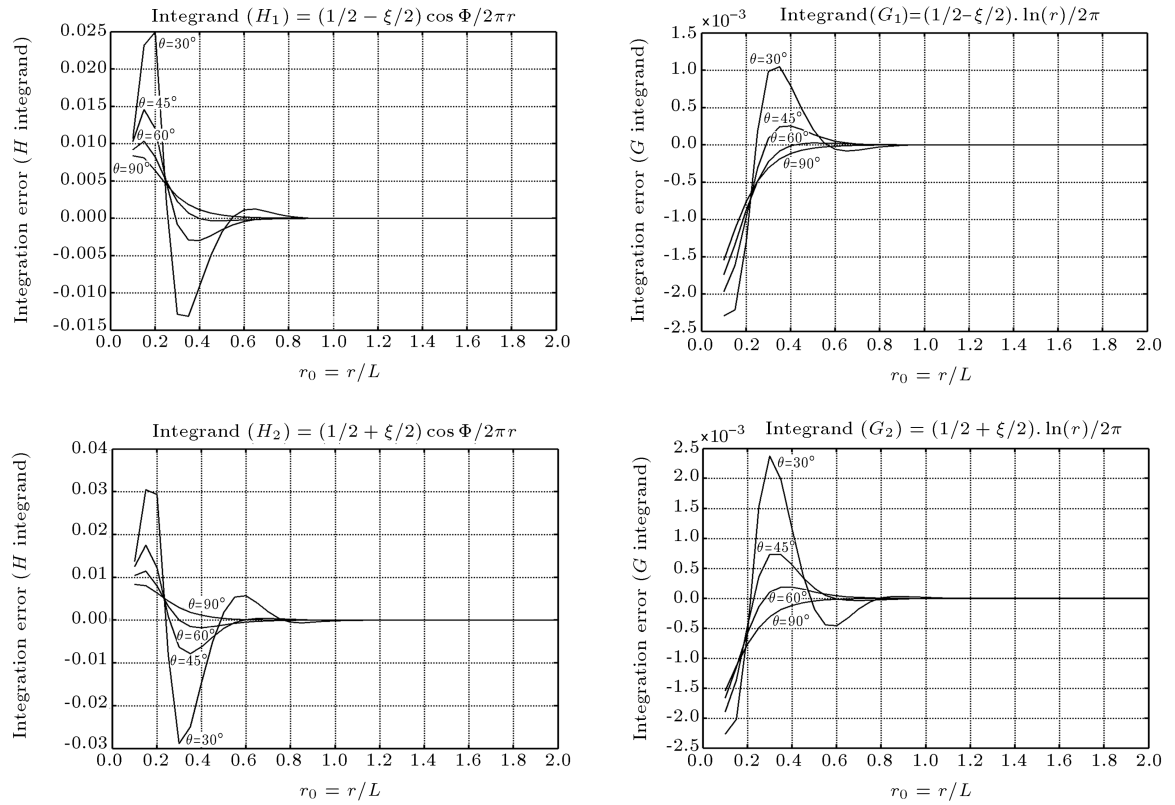 Integrand (H₁) = (1/2 − ξ/2) cos Φ/2πr
Integration error (H integrand)
0.025
0.020
0.015
0.010
0.005
0.000
-0.005
-0.010
-0.015
θ=30°
θ=45°
θ=60°
θ=90°
0.0 0.2 0.4 0.6 0.8 1.0 1.2 1.4 1.6 1.8 2.0
r₀ = r/L
Integrand(G₁)=(1/2–ξ/2). ln(r)/2π
×10⁻³
Integration error (G integrand)
1.5
1.0
0.5
0.0
-0.5
-1.0
-1.5
-2.0
-2.5
θ=30°
θ=45°
θ=60°
θ=90°
0.0 0.2 0.4 0.6 0.8 1.0 1.2 1.4 1.6 1.8 2.0
r₀ = r/L
Integrand (H₂) = (1/2 + ξ/2) cos Φ/2πr
Integration error (H integrand)
0.04
0.03
0.02
0.01
0.00
-0.01
-0.02
-0.03
θ=90°
θ=60°
θ=45°
θ=30°
0.0 0.2 0.4 0.6 0.8 1.0 1.2 1.4 1.6 1.8 2.0
r₀ = r/L
Integrand (G₂) = (1/2 + ξ/2). ln(r)/2π
×10⁻³
Integration error (G integrand)
2.5
2.0
1.5
1.0
0.5
0.0
-0.5
-1.0
-1.5
-2.0
-2.5
θ=30°
θ=45°
θ=60°
θ=90°
0.0 0.2 0.4 0.6 0.8 1.0 1.2 1.4 1.6 1.8 2.0
r₀ = r/L